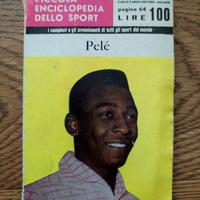 PICCOLA
ENCICLOPEDIA
DELLO SPORT
pagine 64
LIRE 100
i campioni e gli avvenimenti di tutti gli sport del mondo
Pelé